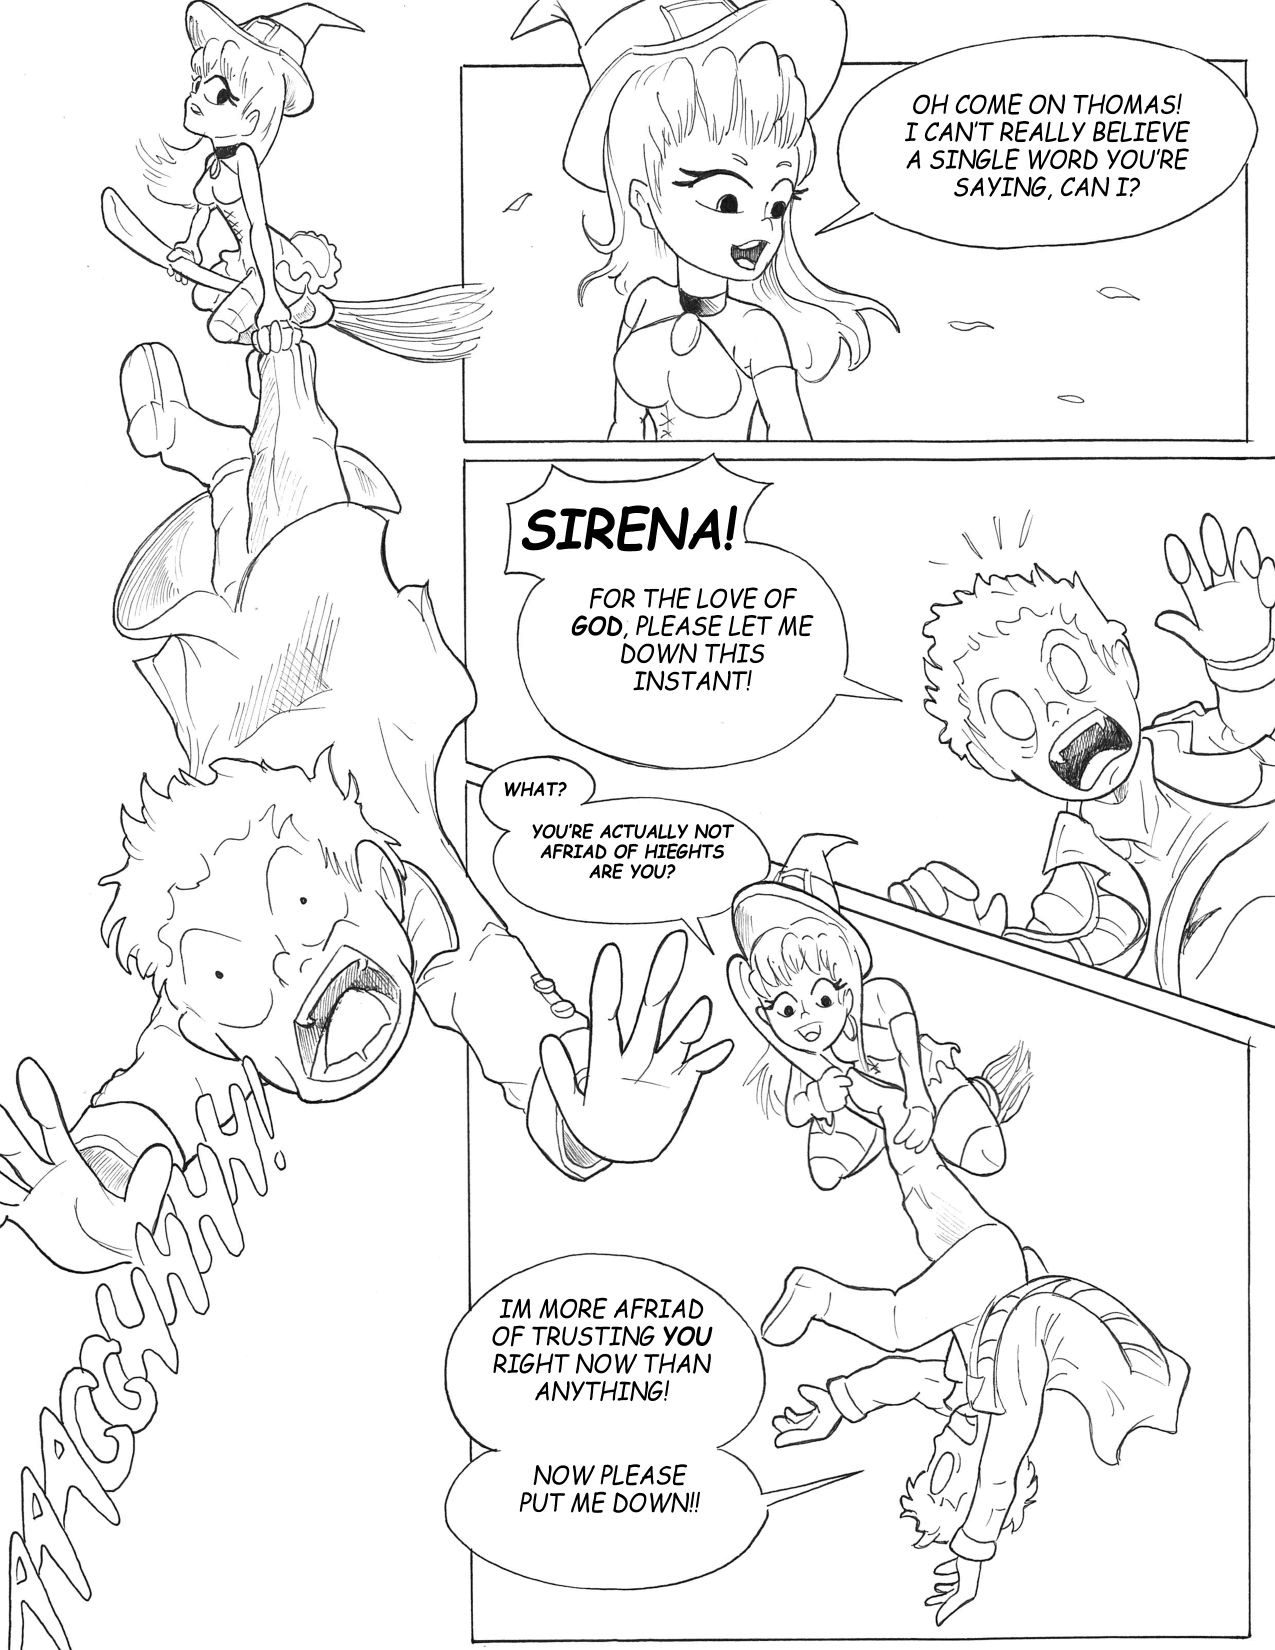 AAAGGHHHH!
OH COME ON THOMAS!
I CAN'T REALLY BELIEVE
A SINGLE WORD YOU'RE
SAYING, CAN I?
SIRENA!
FOR THE LOVE OF
GOD, PLEASE LET ME
DOWN THIS
INSTANT!
WHAT?
YOU'RE ACTUALLY NOT
AFRIAD OF HIEGHTS
ARE YOU?
IM MORE AFRIAD
OF TRUSTING YOU
RIGHT NOW THAN
ANYTHING!
NOW PLEASE
PUT ME DOWN!!